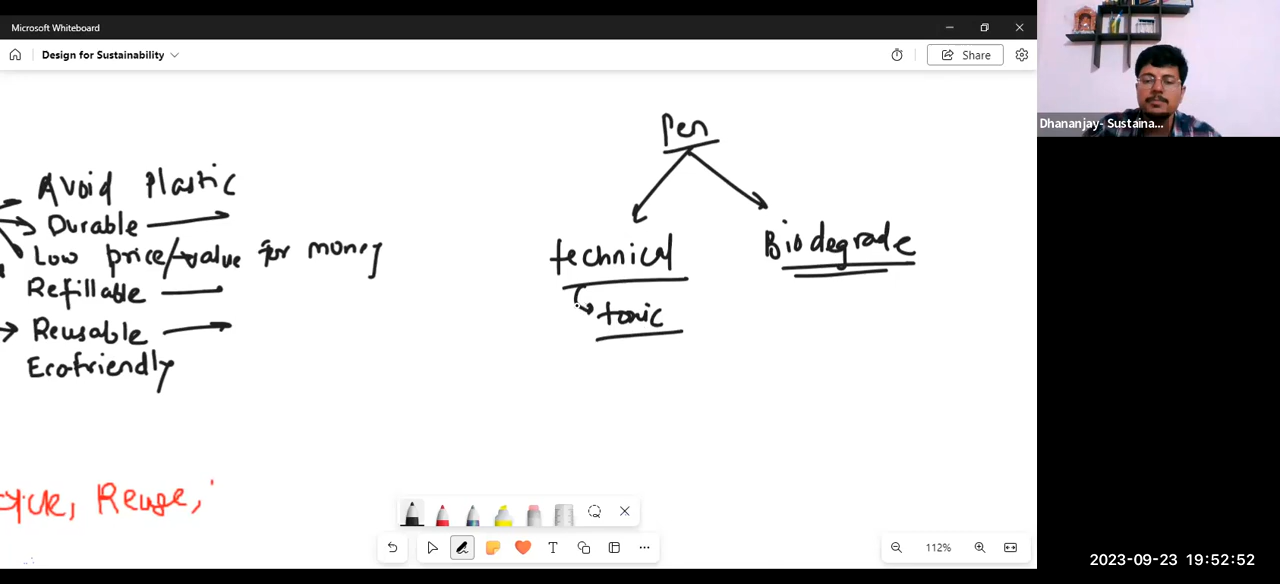 Microsoft Whiteboard
Design for Sustainability
Share
Dhananjay- Sustaina...
Pen
Avoid Plastic
Durable
Low price/value for money
Refillable
Reusable
Ecofriendly
technical
Biodegrade
toxic
Reuse,
112%
2023-09-23 19:52:52